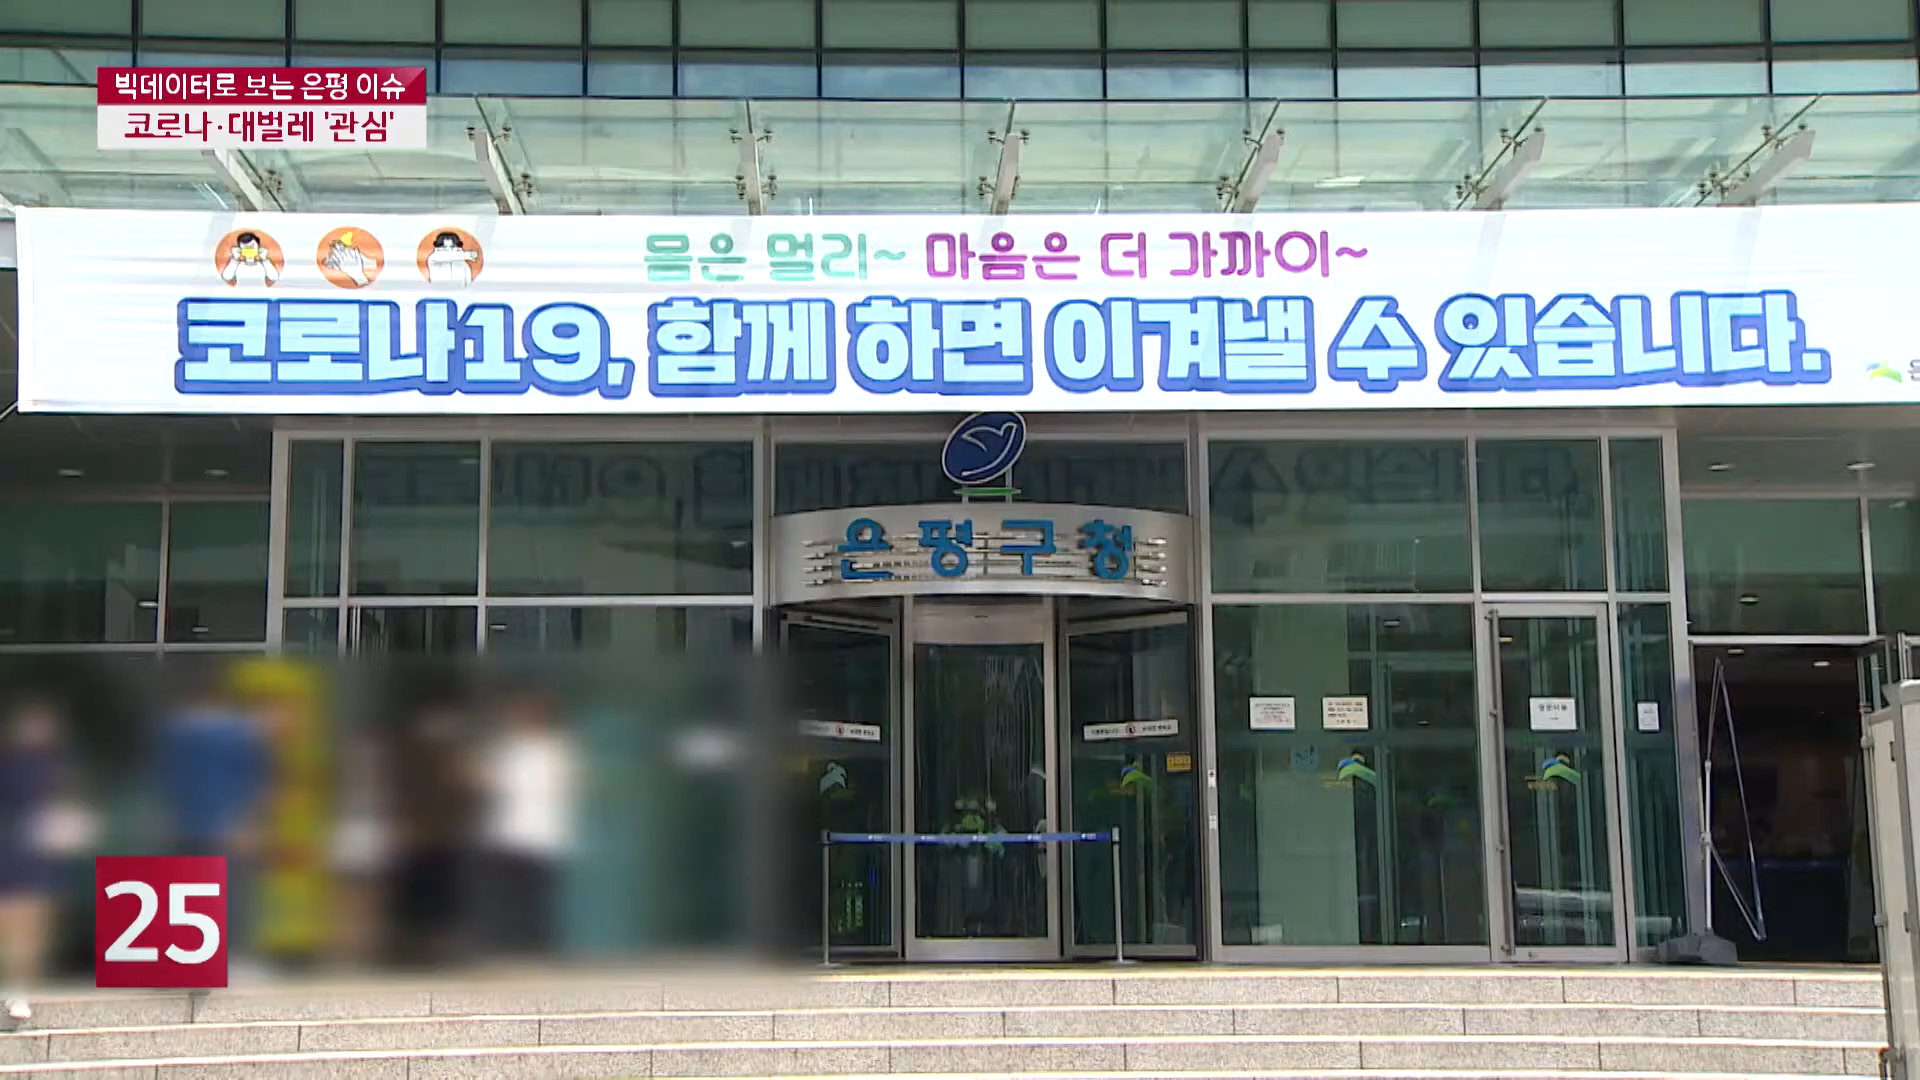 빅데이터로 보는 은평 이슈
코로나·대벌레 '관심'
몸은 멀리~ 마음은 더 가까이~
코로나19, 함께 하면 이겨낼 수 있습니다.
은
은평구청
25